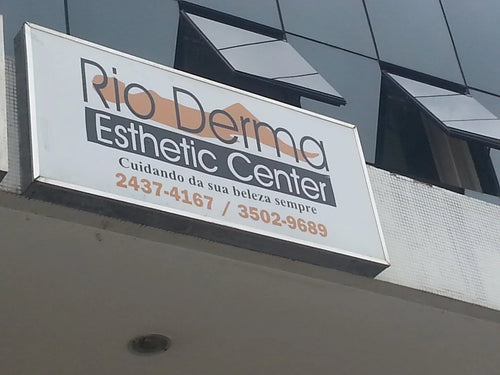 Rio Derma
Esthetic Center
Cuidando da sua beleza sempre
2437-4167 / 3502-9689